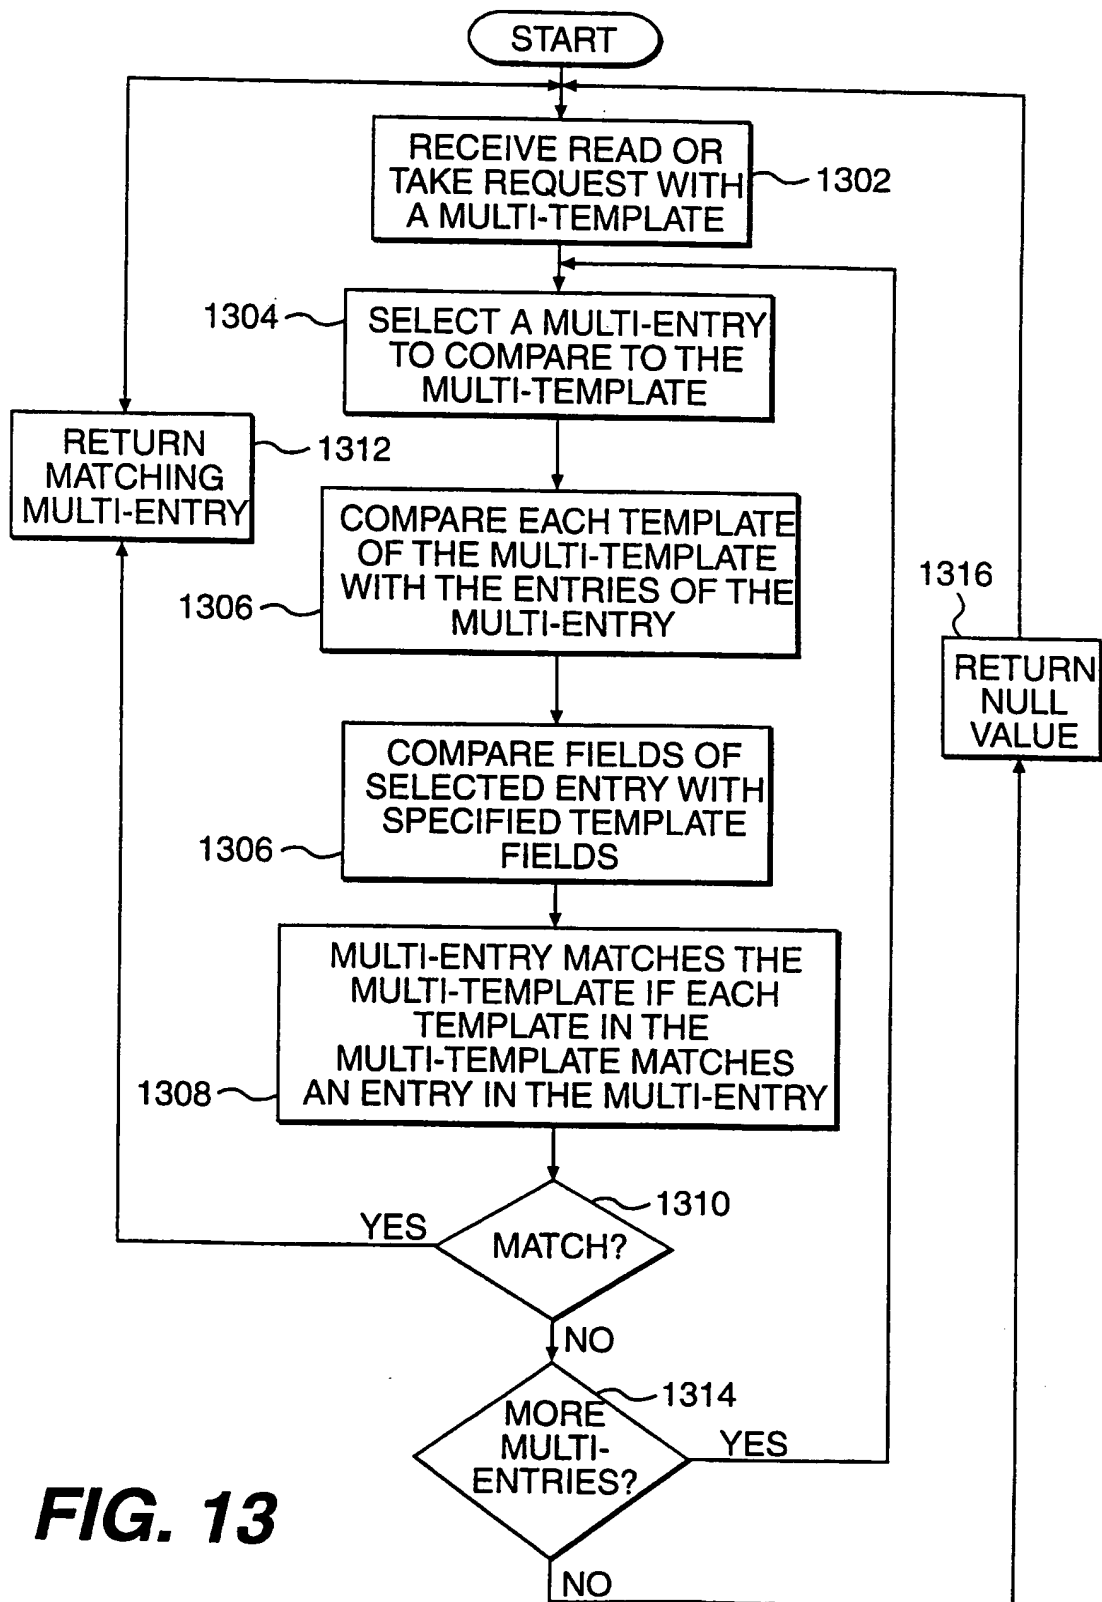 START
RECEIVE READ OR
TAKE REQUEST WITH
A MULTI-TEMPLATE
1302
1304
SELECT A MULTI-ENTRY
TO COMPARE TO THE
MULTI-TEMPLATE
RETURN
MATCHING
MULTI-ENTRY
1312
COMPARE EACH TEMPLATE
OF THE MULTI-TEMPLATE
WITH THE ENTRIES OF THE
MULTI-ENTRY
1306
1316
RETURN
NULL
VALUE
COMPARE FIELDS OF
SELECTED ENTRY WITH
SPECIFIED TEMPLATE
FIELDS
1306
MULTI-ENTRY MATCHES THE
MULTI-TEMPLATE IF EACH
TEMPLATE IN THE
MULTI-TEMPLATE MATCHES
AN ENTRY IN THE MULTI-ENTRY
1308
1310
YES
MATCH?
NO
1314
MORE
MULTI-
ENTRIES?
YES
NO
FIG. 13